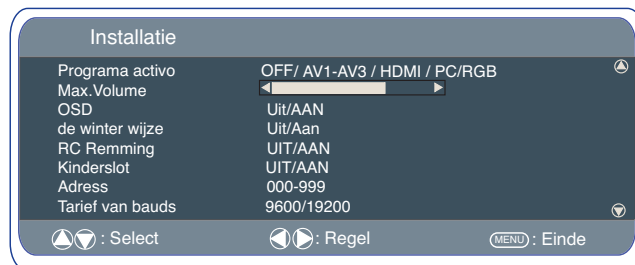 Installatie
Programa activo OFF/ AV1-AV3 / HDMI / PC/RGB
Max.Volume
OSD Uit/AAN
de winter wijze Uit/Aan
RC Remming UIT/AAN
Kinderslot UIT/AAN
Adress 000-999
Tarief van bauds 9600/19200
: Select : Regel MENU : Einde